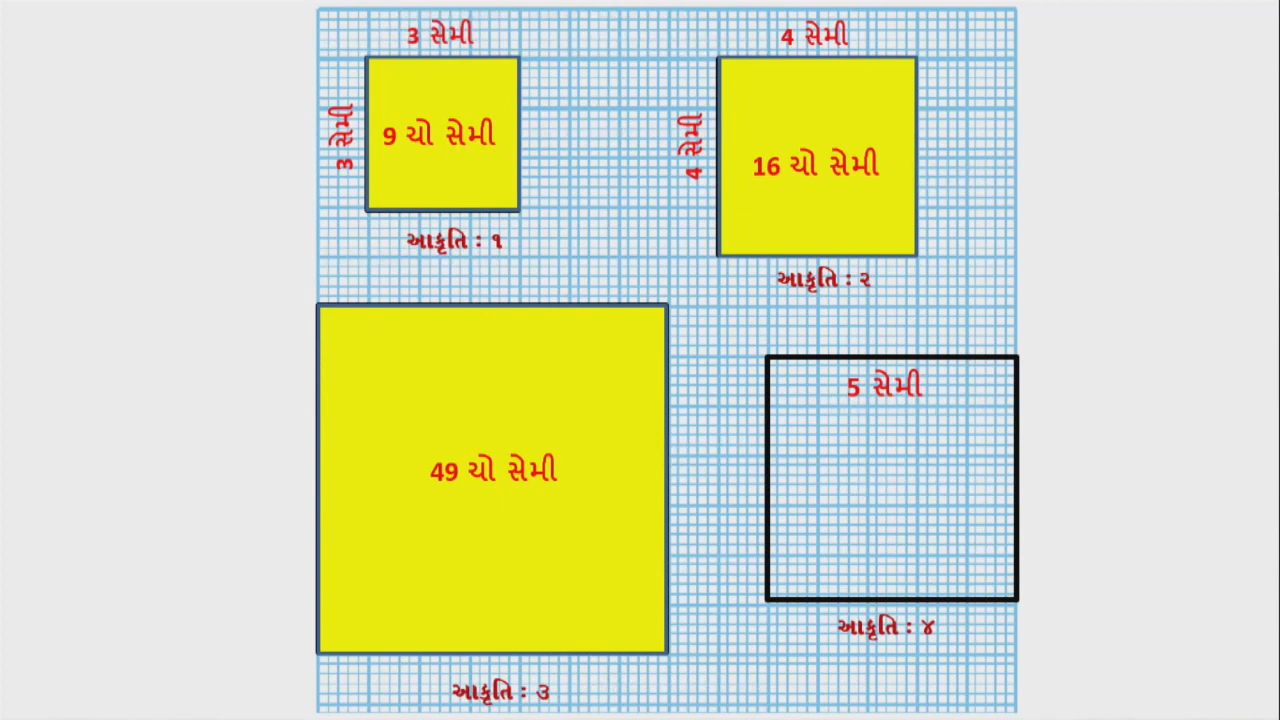 3 સેમી
3 સેમી
9 ચો સેમી
આકૃતિ : ૧
4 સેમી
4 સેમી
16 ચો સેમી
આકૃતિ : ૨
49 ચો સેમી
આકૃતિ : ૩
5 સેમી
આકૃતિ : ૪